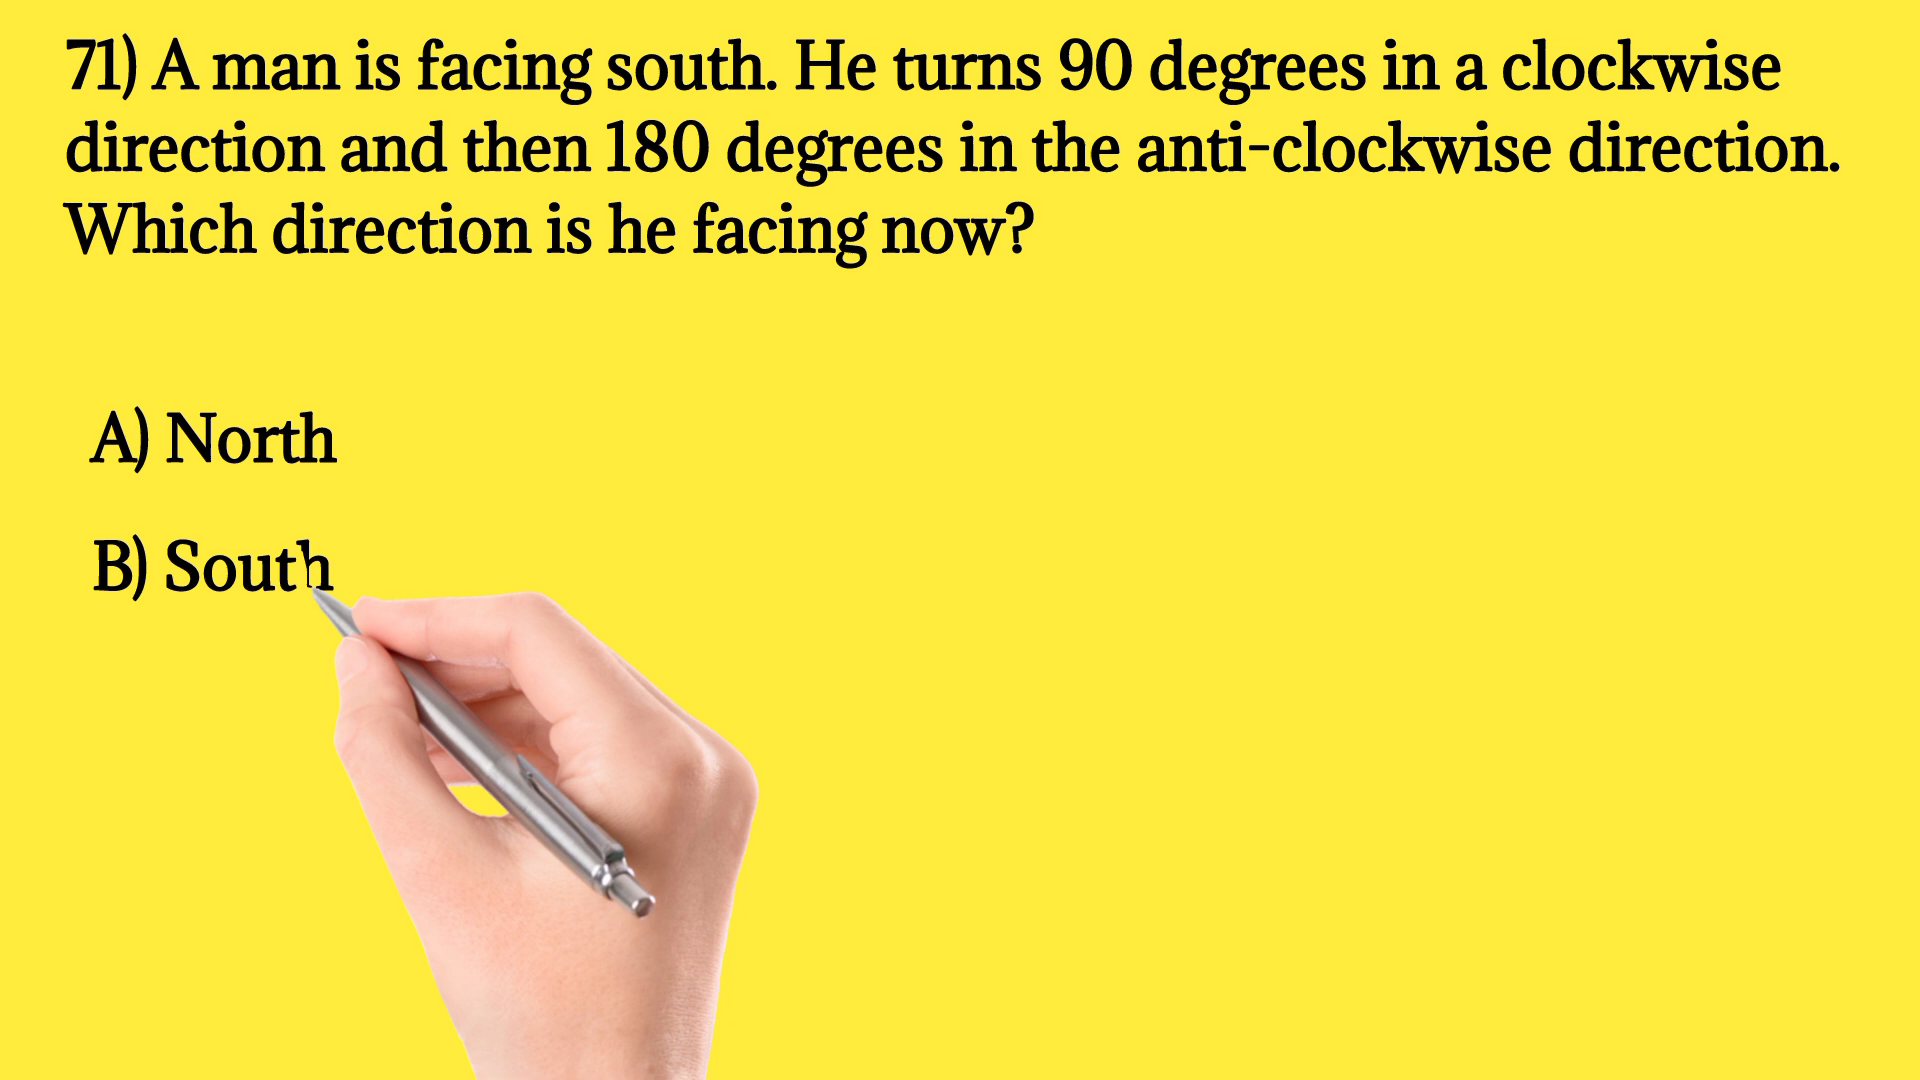 71) A man is facing south. He turns 90 degrees in a clockwise
direction and then 180 degrees in the anti-clockwise direction.
Which direction is he facing now?
A) North
B) South